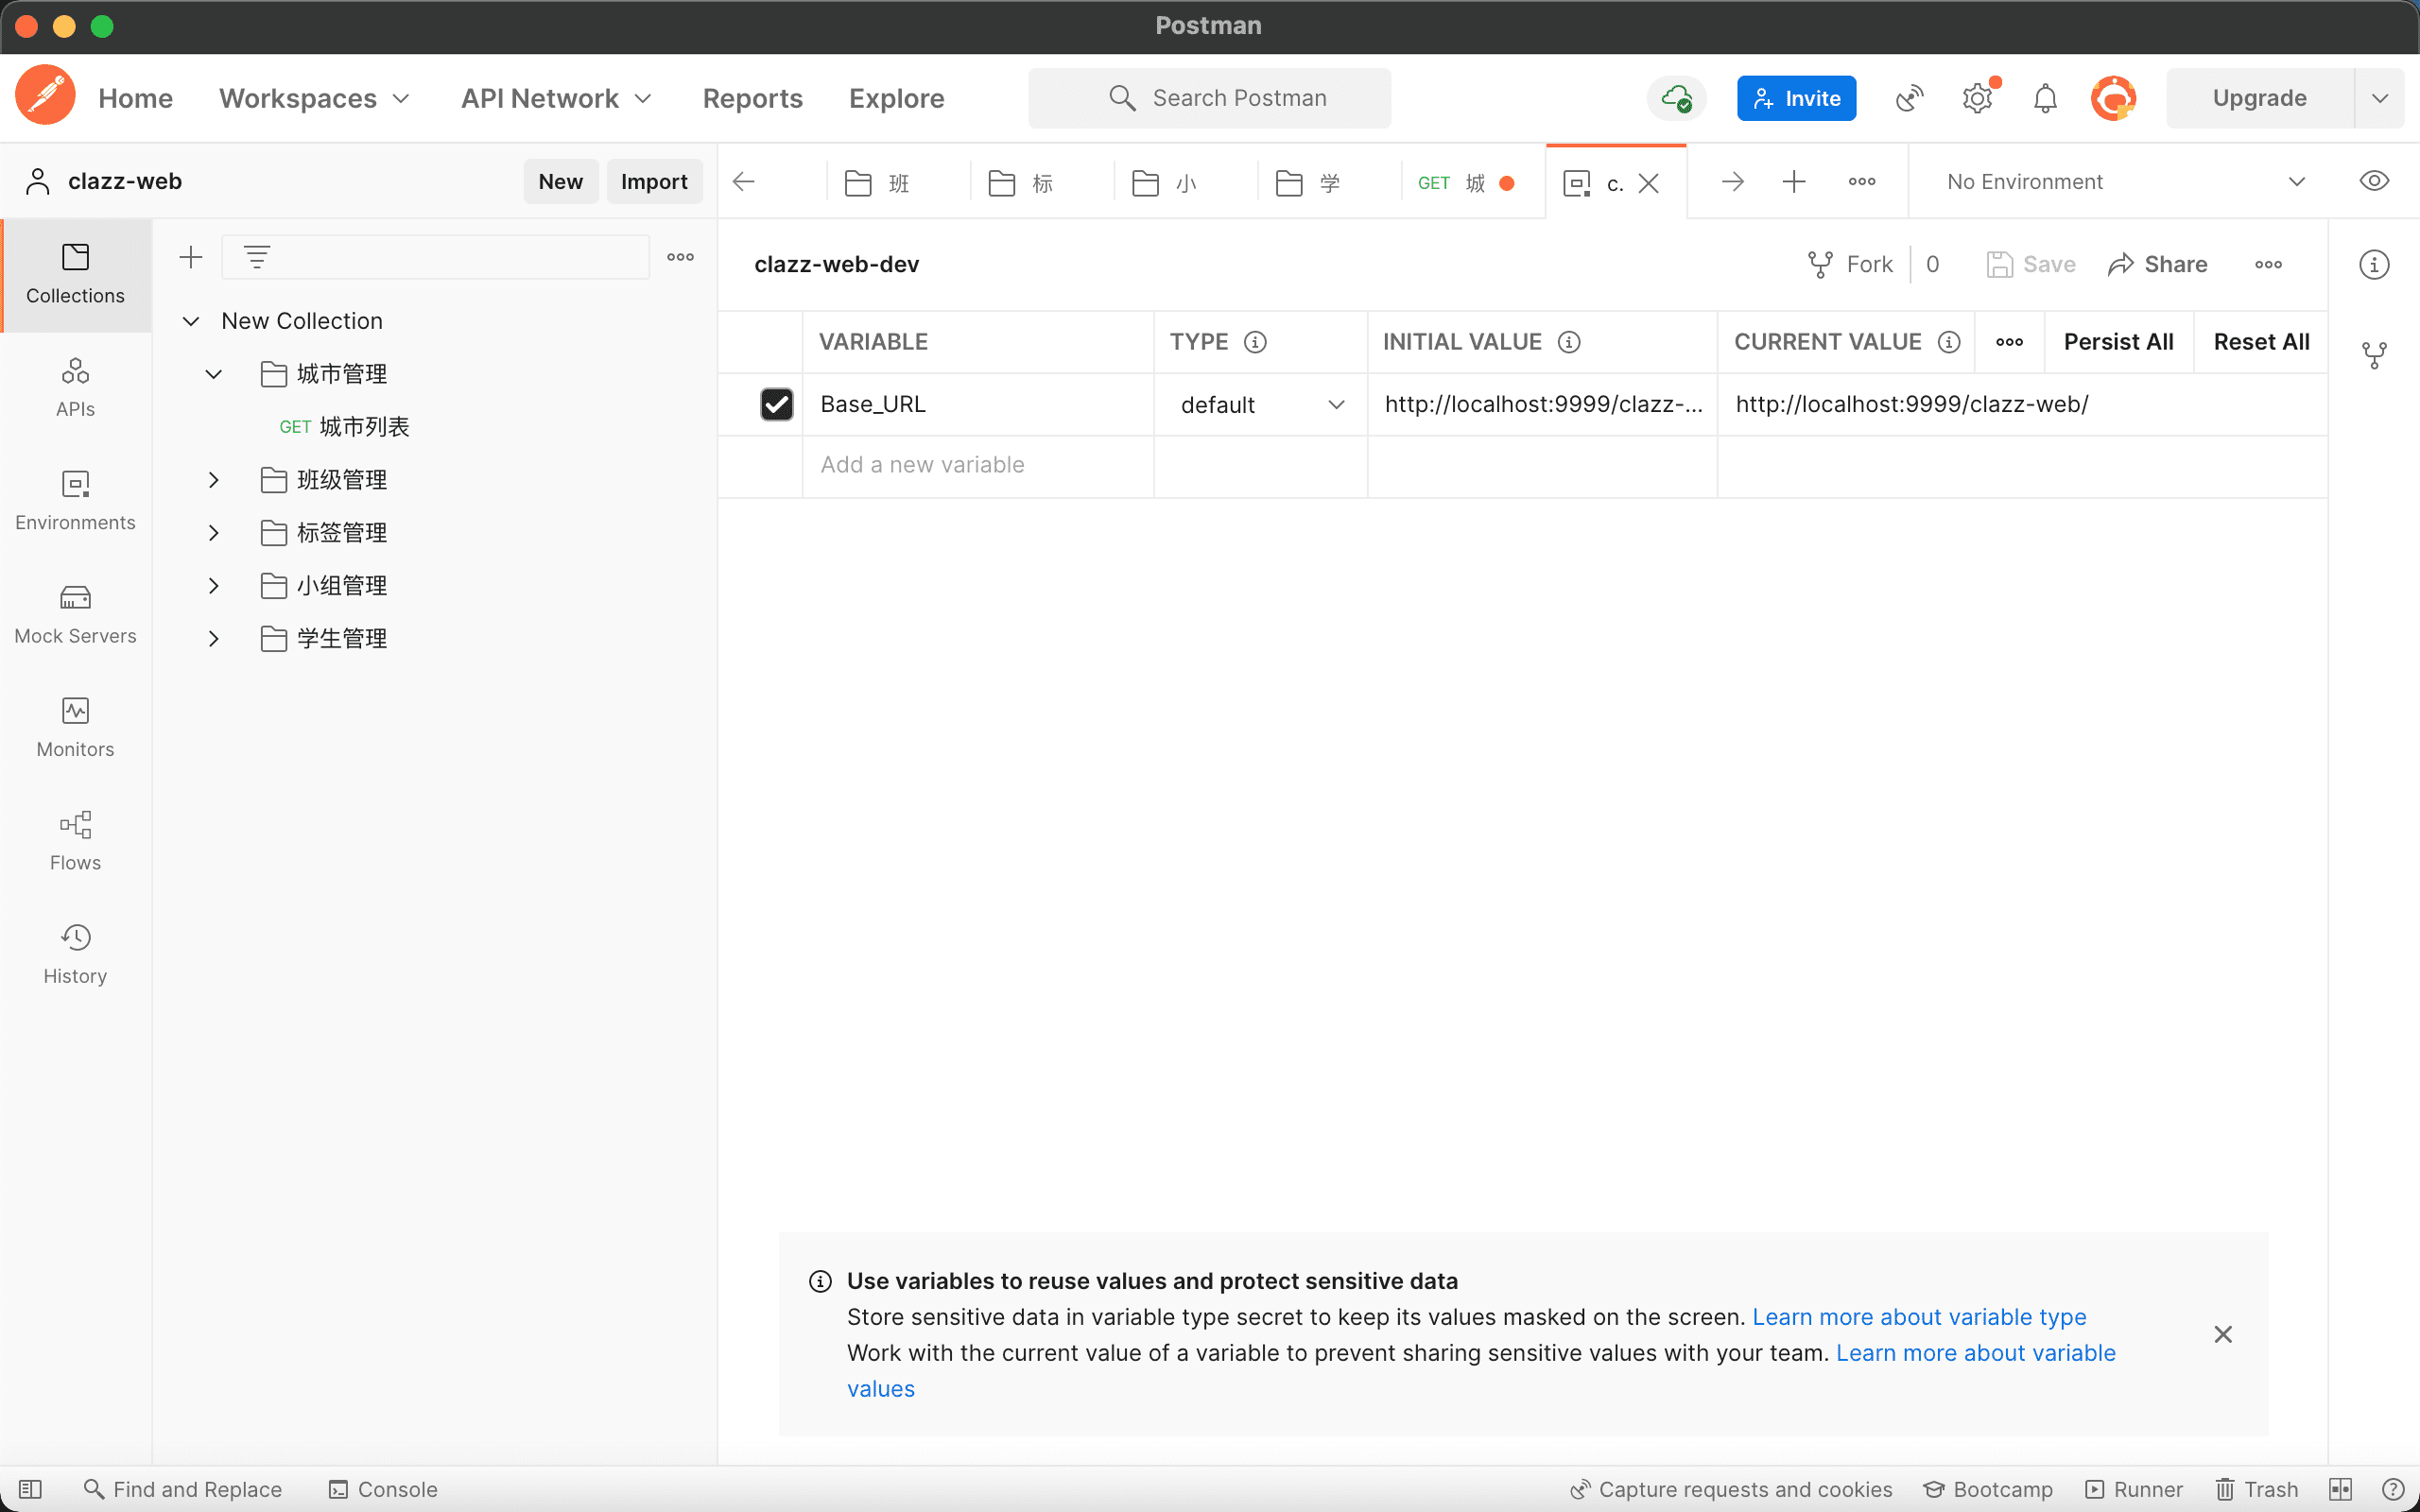 Postman
Home Workspaces API Network Reports Explore Search Postman Invite Upgrade
clazz-web New Import
班 标 小 学 GET 城 c. No Environment
Collections
APIs
Environments
Mock Servers
Monitors
Flows
History
New Collection
城市管理
GET 城市列表
班级管理
标签管理
小组管理
学生管理
clazz-web-dev Fork 0 Save Share
VARIABLE TYPE INITIAL VALUE CURRENT VALUE Persist All Reset All
Base_URL default http://localhost:9999/clazz-... http://localhost:9999/clazz-web/
Add a new variable
Use variables to reuse values and protect sensitive data
Store sensitive data in variable type secret to keep its values masked on the screen. Learn more about variable type
Work with the current value of a variable to prevent sharing sensitive values with your team. Learn more about variable
values
Find and Replace Console Capture requests and cookies Bootcamp Runner Trash